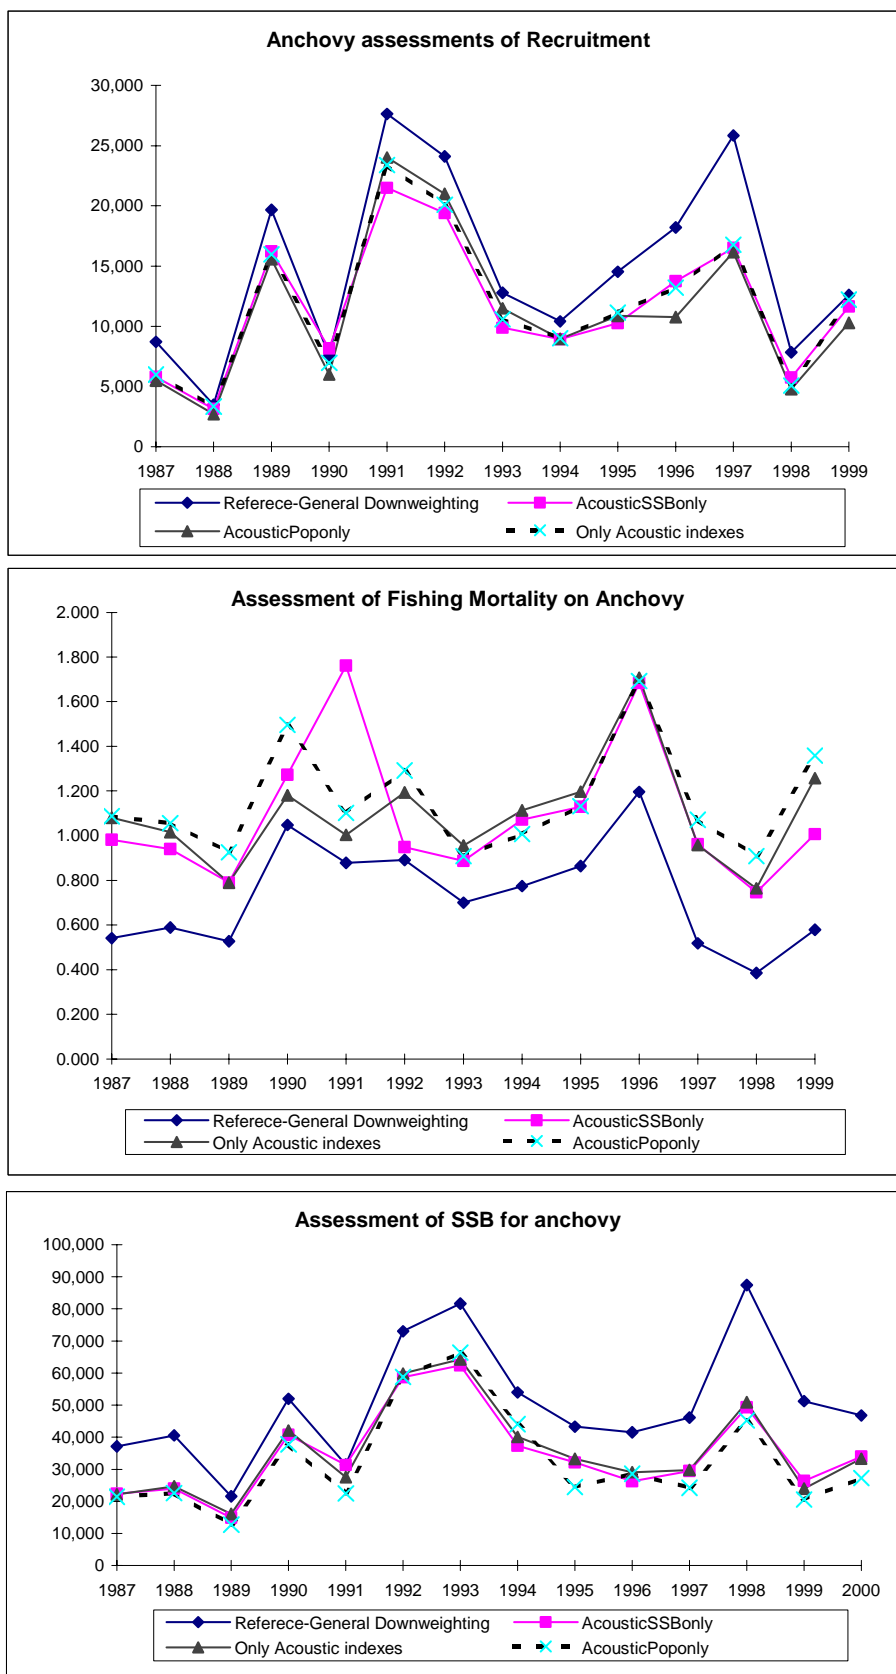 Anchovy assessments of Recruitment
30,000
25,000
20,000
15,000
10,000
5,000
0
1987 1988 1989 1990 1991 1992 1993 1994 1995 1996 1997 1998 1999
Referece-General Downweighting AcousticSSBonly
AcousticPoponly Only Acoustic indexes
Assessment of Fishing Mortality on Anchovy
2.000
1.800
1.600
1.400
1.200
1.000
0.800
0.600
0.400
0.200
0.000
1987 1988 1989 1990 1991 1992 1993 1994 1995 1996 1997 1998 1999
Referece-General Downweighting AcousticSSBonly
Only Acoustic indexes AcousticPoponly
Assessment of SSB for anchovy
100,000
90,000
80,000
70,000
60,000
50,000
40,000
30,000
20,000
10,000
0
1987 1988 1989 1990 1991 1992 1993 1994 1995 1996 1997 1998 1999 2000
Referece-General Downweighting AcousticSSBonly
Only Acoustic indexes AcousticPoponly